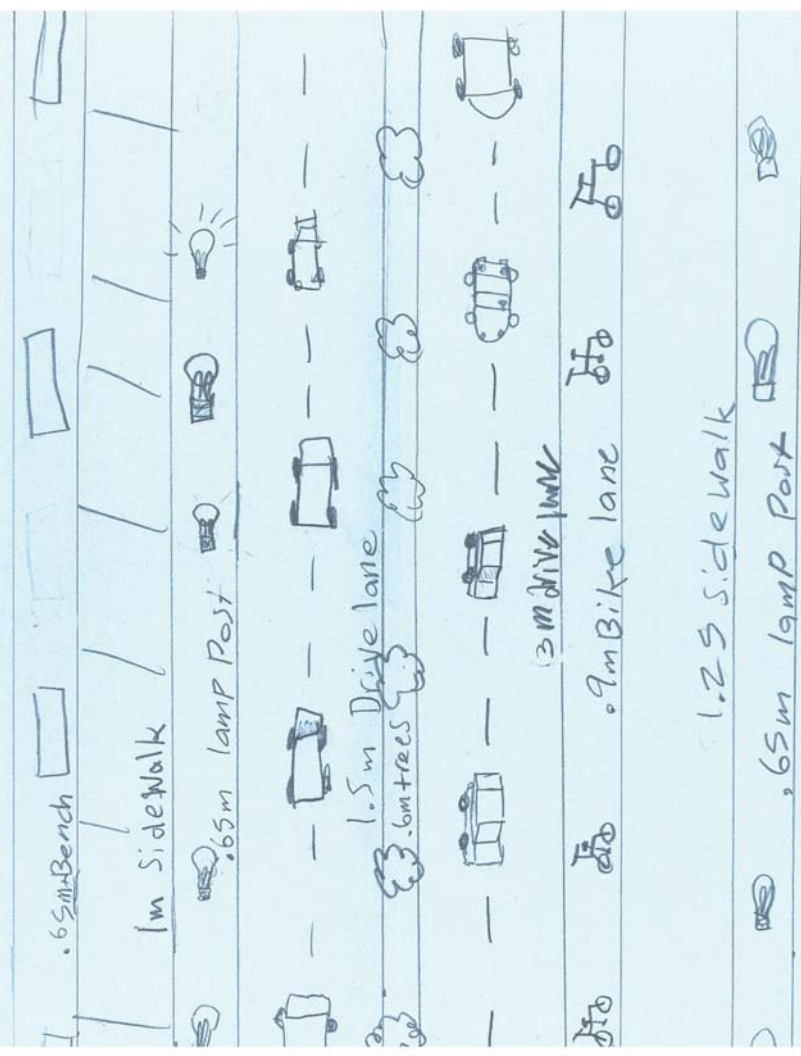 .65m Bench
1m Sidewalk
.65m lamp Post
1.5m Drive lane
.6m trees
3m drive lane
.9m Bike lane
1.25 sidewalk
.65m lamp Post